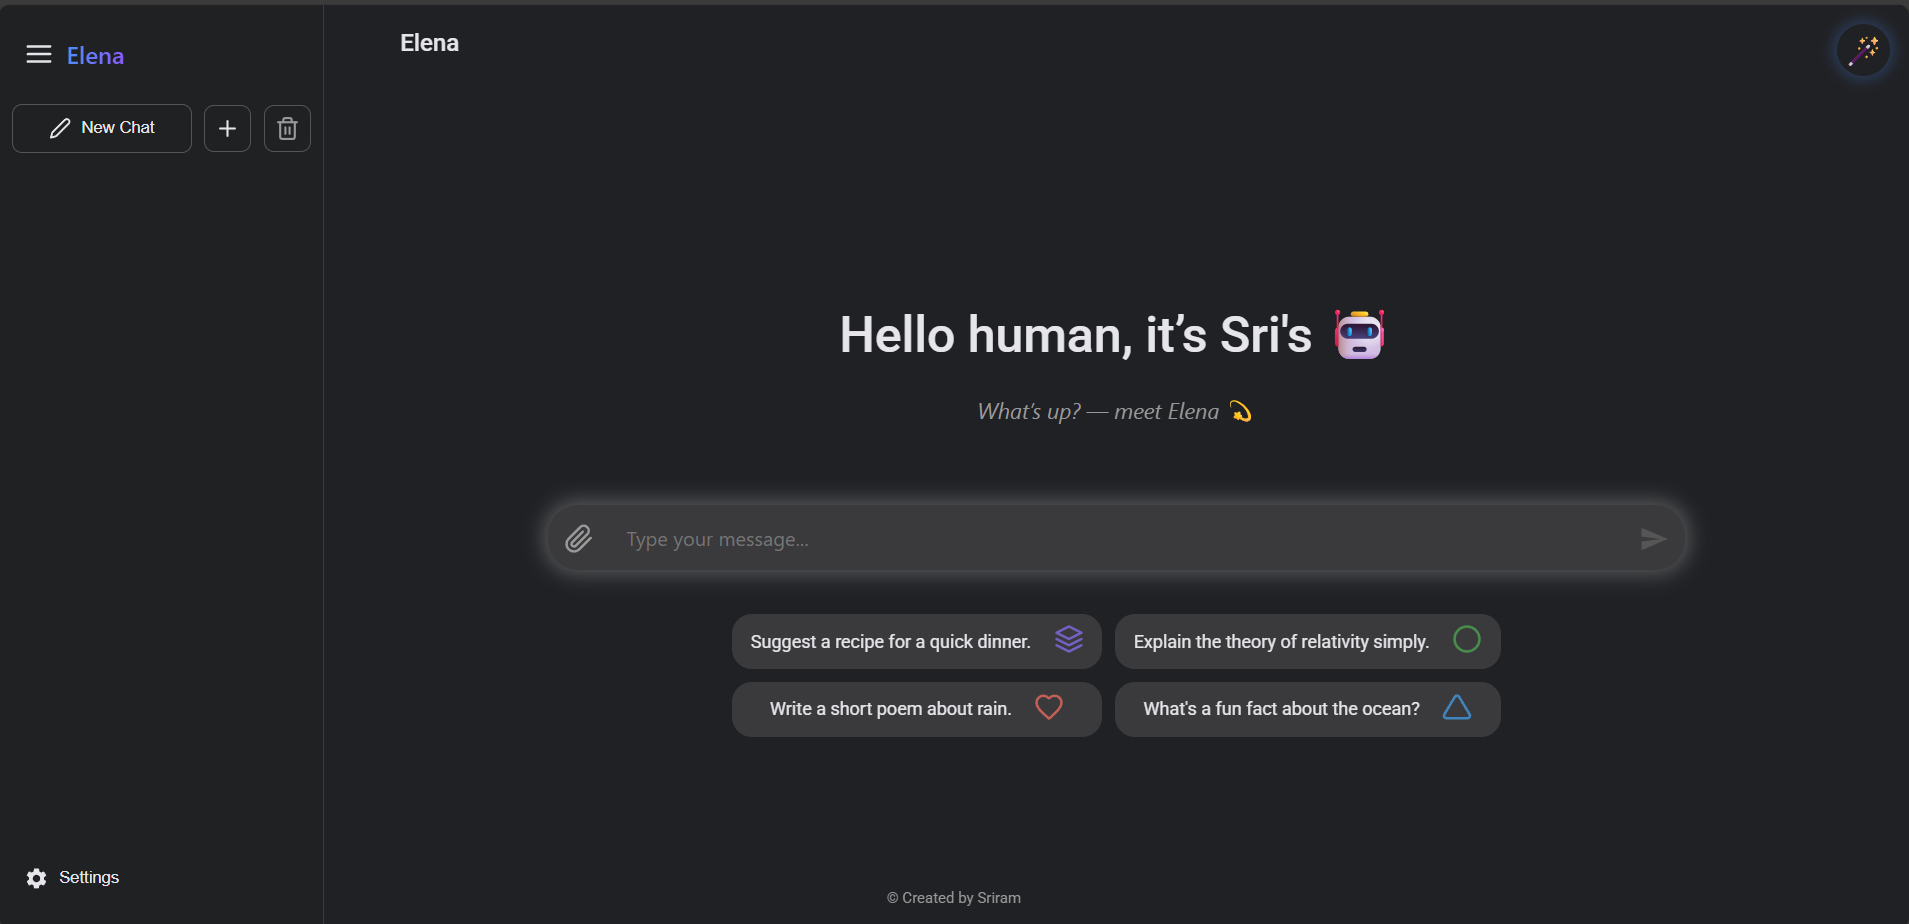 Elena
New Chat
Settings
Elena
Hello human, it’s Sri's
What’s up? — meet Elena
Type your message...
Suggest a recipe for a quick dinner.
Explain the theory of relativity simply.
Write a short poem about rain.
What's a fun fact about the ocean?
© Created by Sriram